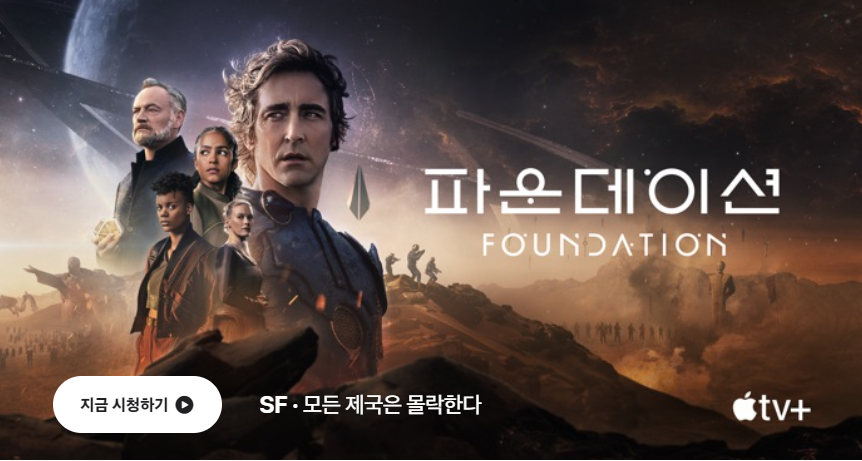 파운데이션
FOUNDATION
지금 시청하기
SF · 모든 제국은 몰락한다
tv+